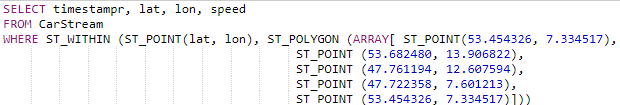 SELECT timestampr, lat, lon, speed
FROM CarStream
WHERE ST_WITHIN (ST_POINT(lat, lon), ST_POLYGON (ARRAY[ ST_POINT(53.454326, 7.334517),
ST_POINT (53.682480, 13.906822),
ST_POINT (47.761194, 12.607594),
ST_POINT (47.722358, 7.601213),
ST_POINT (53.454326, 7.334517)]))